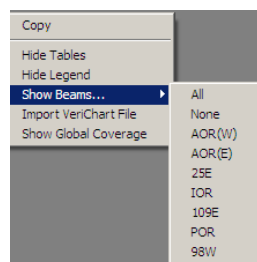 Copy
Hide Tables
Hide Legend
Show Beams...
Import VeriChart File
Show Global Coverage
All
None
AOR(W)
AOR(E)
25E
IOR
109E
POR
98W